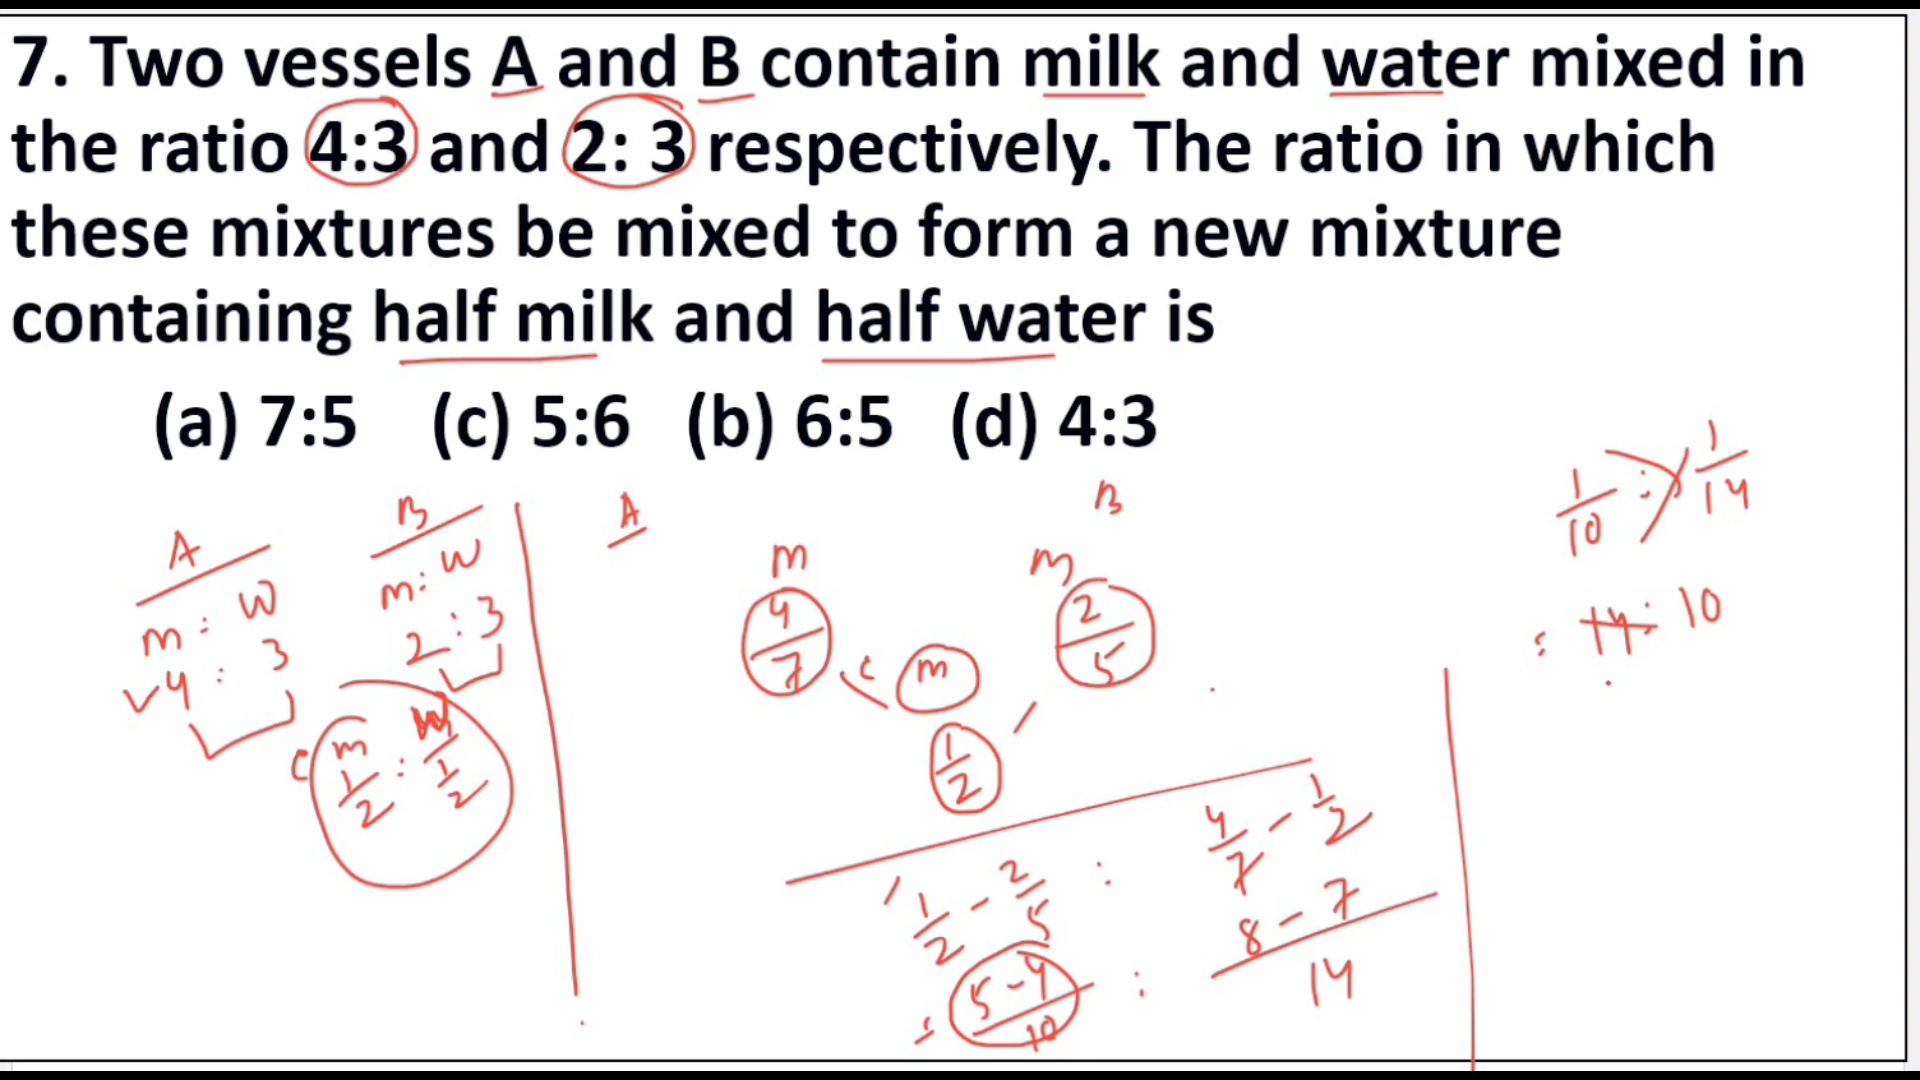 7. Two vessels A and B contain milk and water mixed in
the ratio 4:3 and 2: 3 respectively. The ratio in which
these mixtures be mixed to form a new mixture
containing half milk and half water is
(a) 7:5 (c) 5:6 (b) 6:5 (d) 4:3
A
m : W
4 : 3
B
m : W
2 : 3
m
1/2 : 1/2
A B
m m
4/7 2/5
m
1/2
1/2 - 2/5 : 4/7 - 1/2
= 5-4/10 : 8-7/14
1/10 : 1/14
= 14 : 10